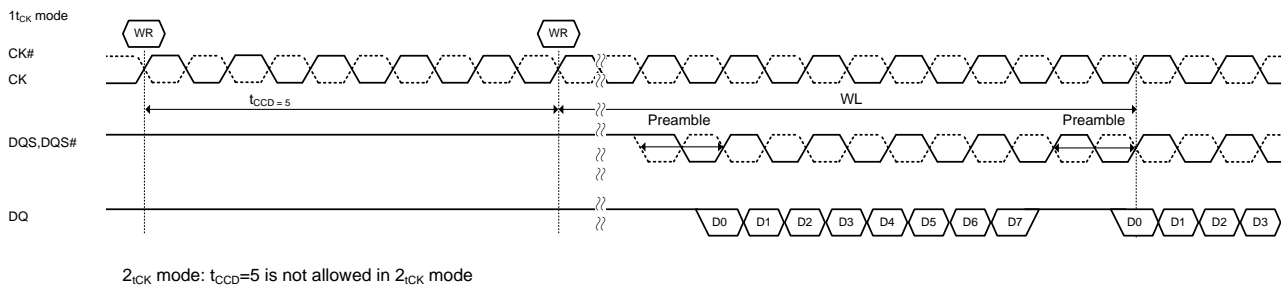 1tCK mode
WR WR
CK#
CK
tCCD = 5 WL
Preamble Preamble
DQS,DQS#
DQ D0 D1 D2 D3 D4 D5 D6 D7 D0 D1 D2 D3
2tCK mode: tCCD=5 is not allowed in 2tCK mode